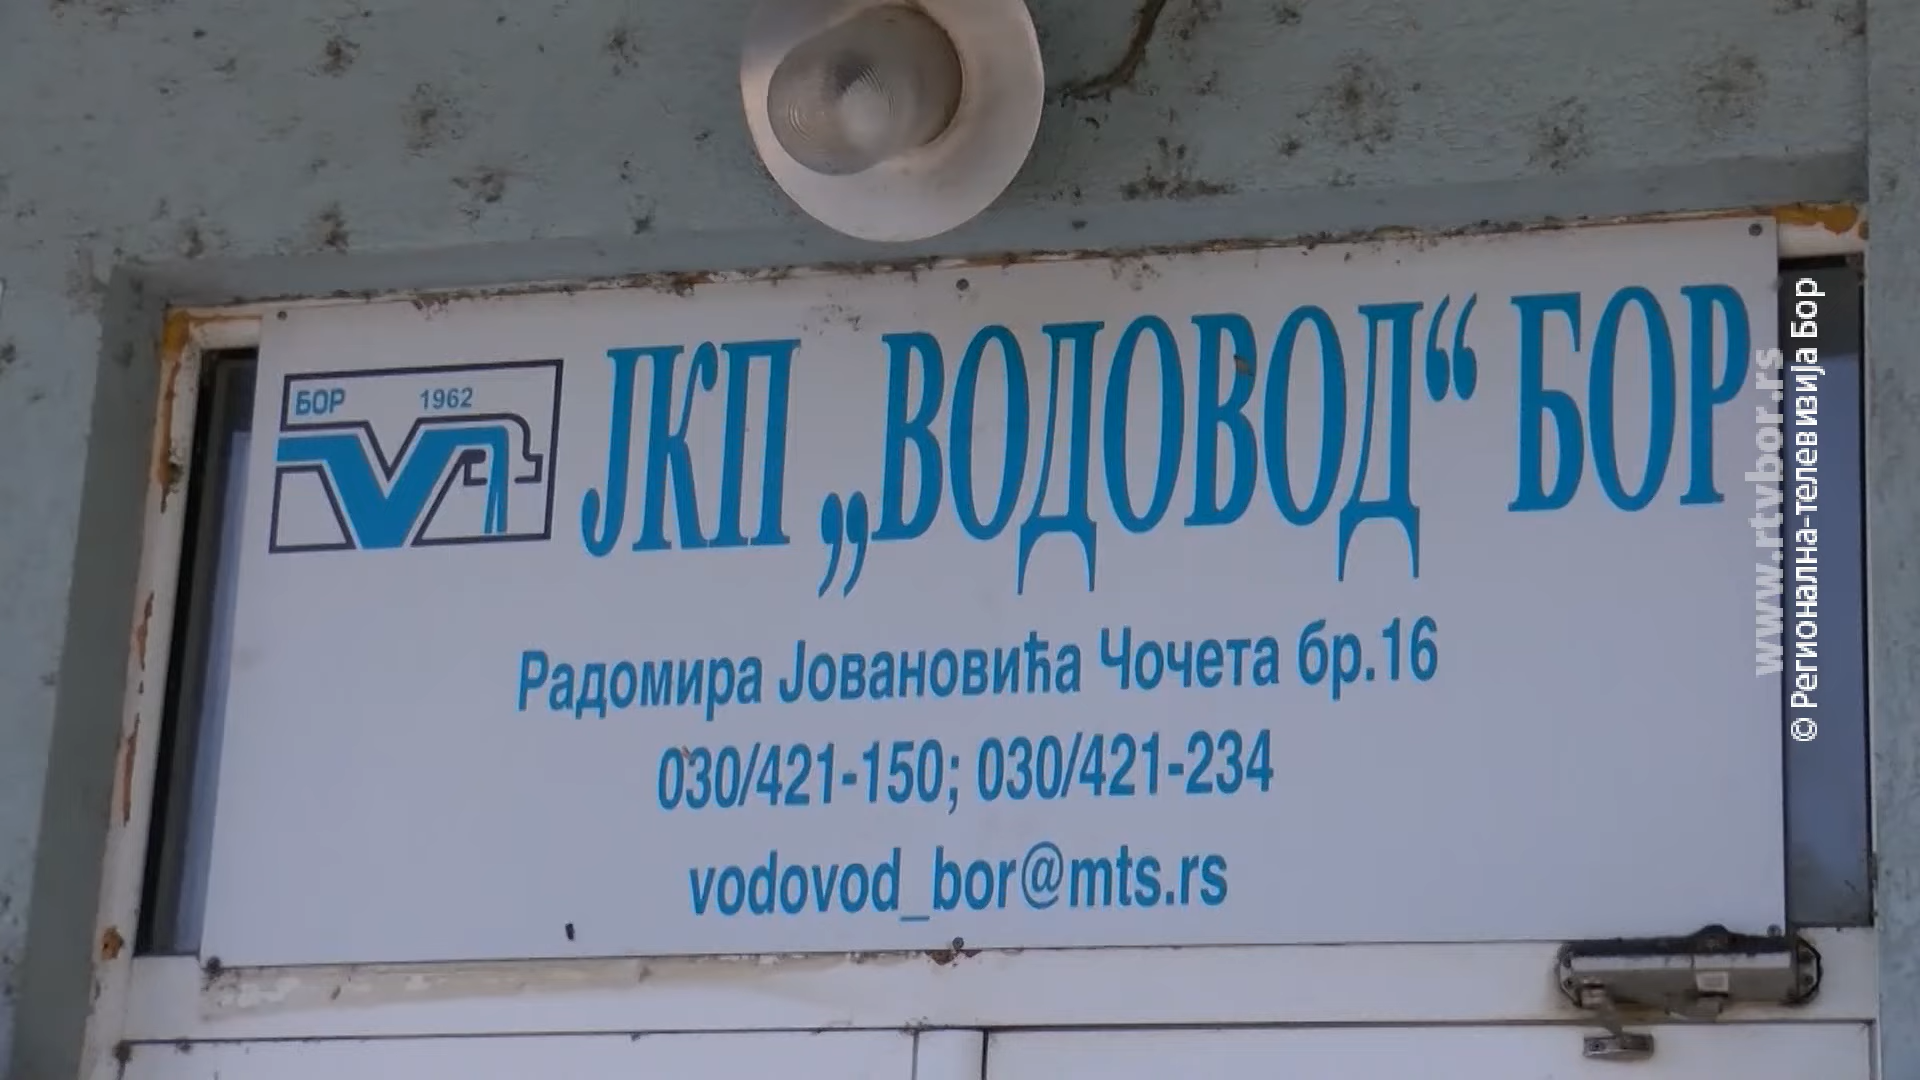 БОР 1962
ЈКП „ВОДОВОД“ БОР
Радомира Јовановића Чочета бр.16
030/421-150; 030/421-234
vodovod_bor@mts.rs
www.rtvbor.rs
© Регионална-телевизија Бор